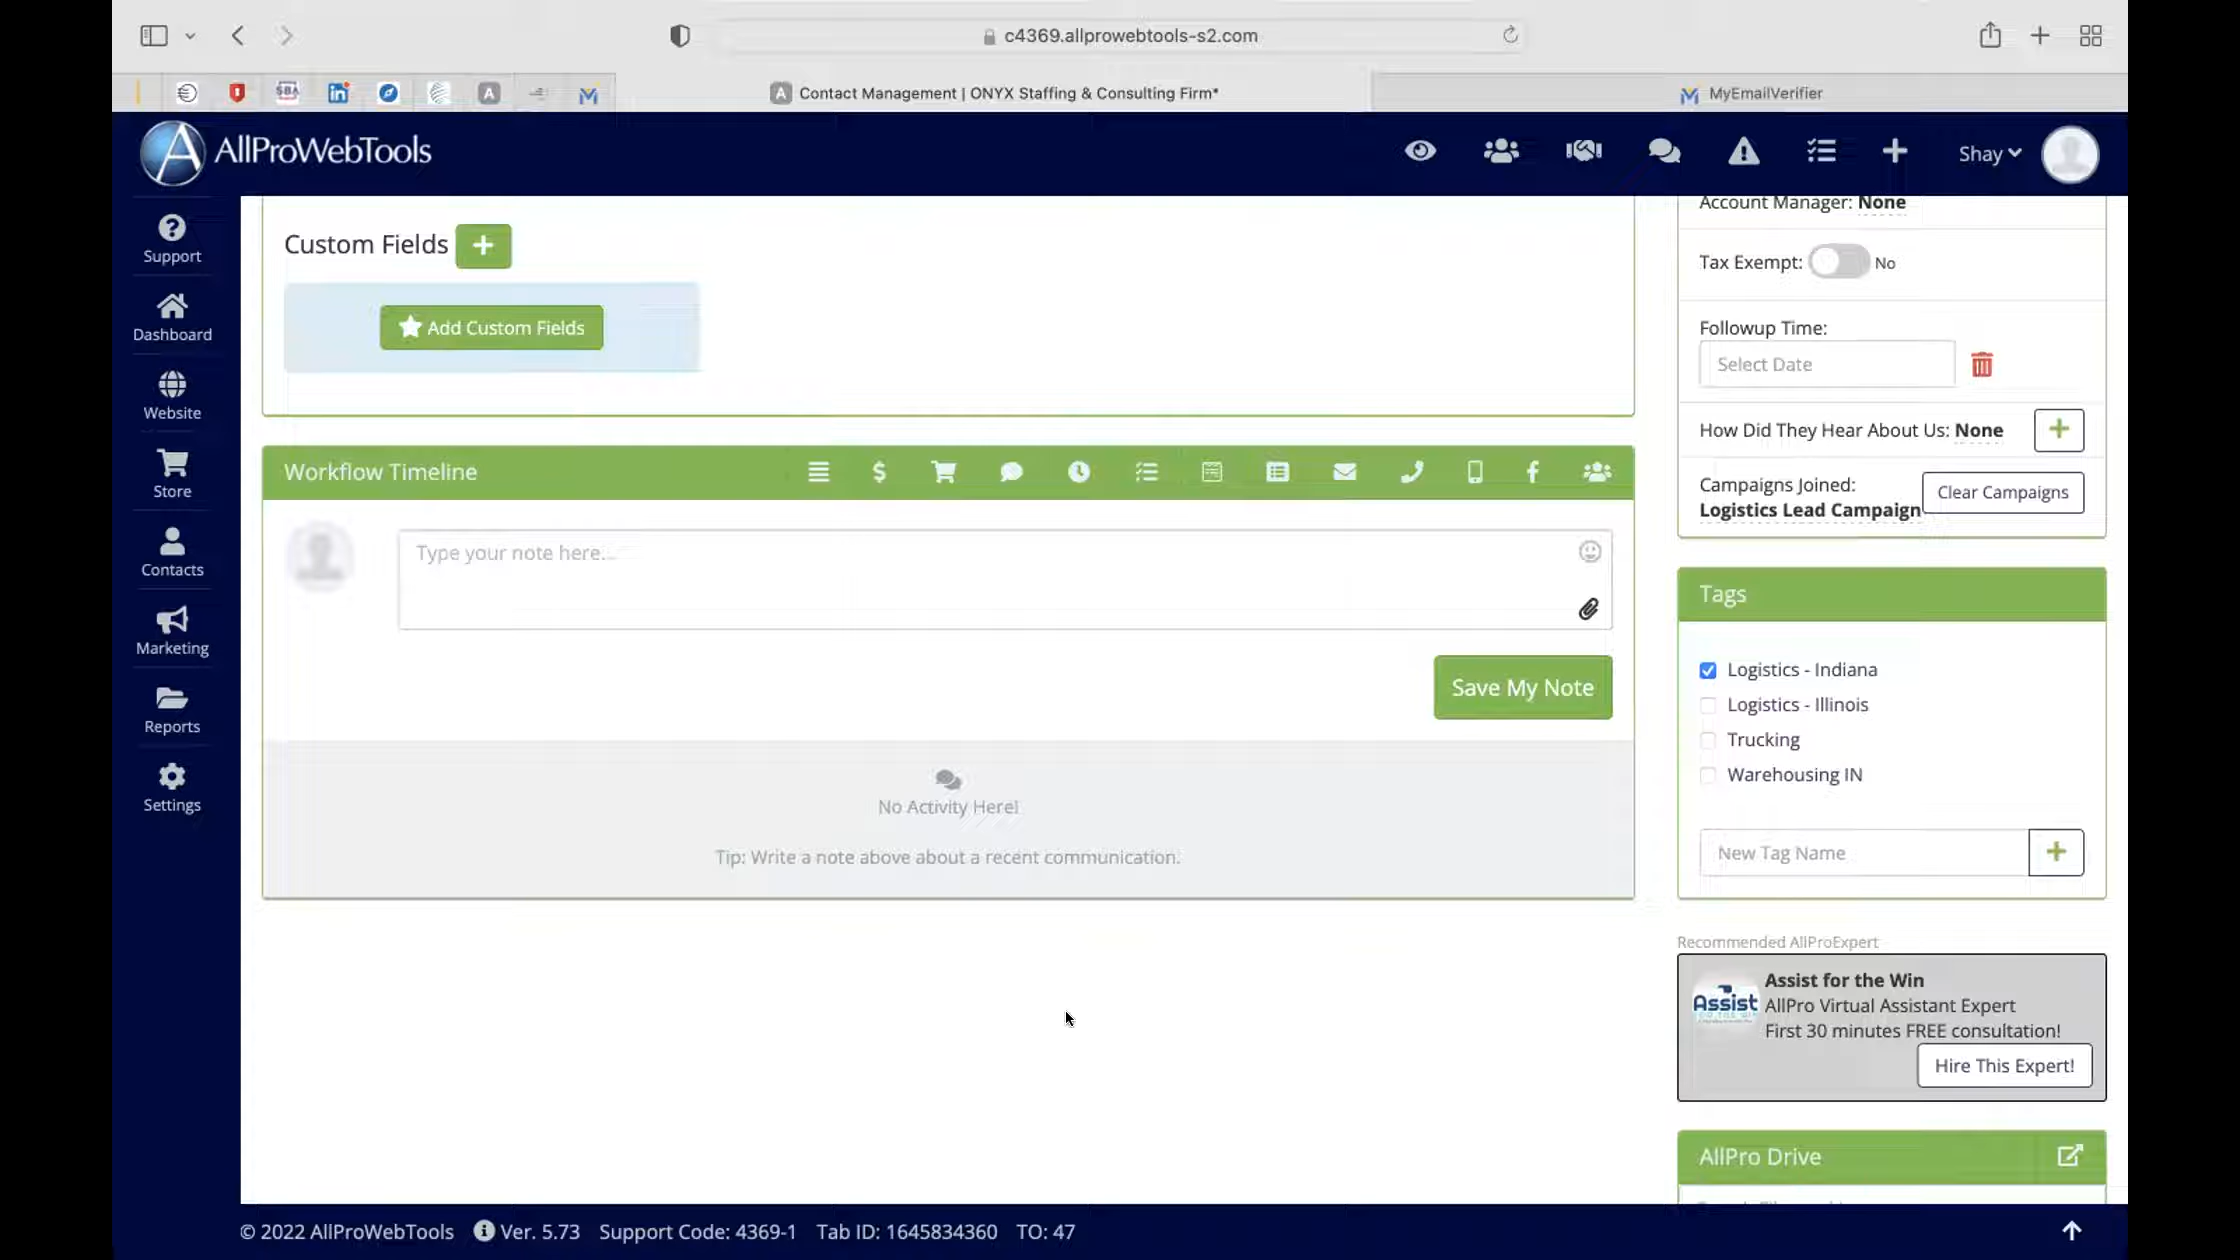 c4369.allprowebtools-s2.com
SBA
Contact Management | ONYX Staffing & Consulting Firm*
MyEmailVerifier
AllProWebTools
Shay
Support
Dashboard
Website
Store
Contacts
Marketing
Reports
Settings
Custom Fields
Add Custom Fields
Workflow Timeline
Type your note here...
Save My Note
No Activity Here!
Tip: Write a note above about a recent communication.
Account Manager: None
Tax Exempt: No
Followup Time:
Select Date
How Did They Hear About Us: None
Campaigns Joined:
Logistics Lead Campaign
Clear Campaigns
Tags
Logistics - Indiana
Logistics - Illinois
Trucking
Warehousing IN
New Tag Name
Recommended AllProExpert
Assist
Assist for the Win
AllPro Virtual Assistant Expert
First 30 minutes FREE consultation!
Hire This Expert!
AllPro Drive
© 2022 AllProWebTools Ver. 5.73 Support Code: 4369-1 Tab ID: 1645834360 TO: 47